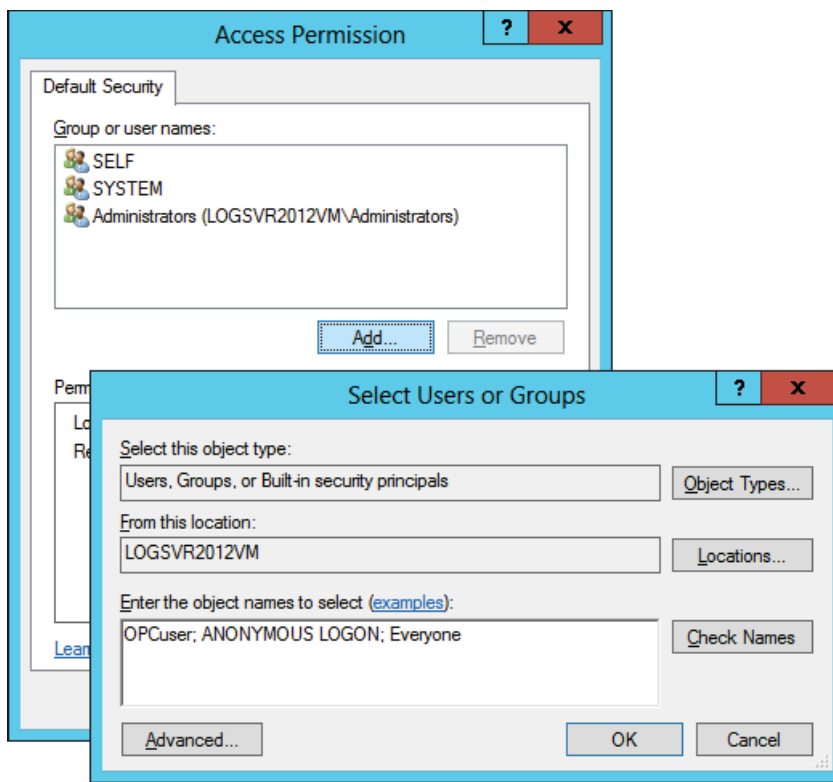 Access Permission
?
x
Default Security
Group or user names:
SELF
SYSTEM
Administrators (LOGSVR2012VM\Administrators)
Add...
Remove
Select Users or Groups
?
x
Select this object type:
Users, Groups, or Built-in security principals
Object Types...
From this location:
LOGSVR2012VM
Locations...
Enter the object names to select (examples):
OPCuser; ANONYMOUS LOGON; Everyone
Check Names
Advanced...
OK
Cancel